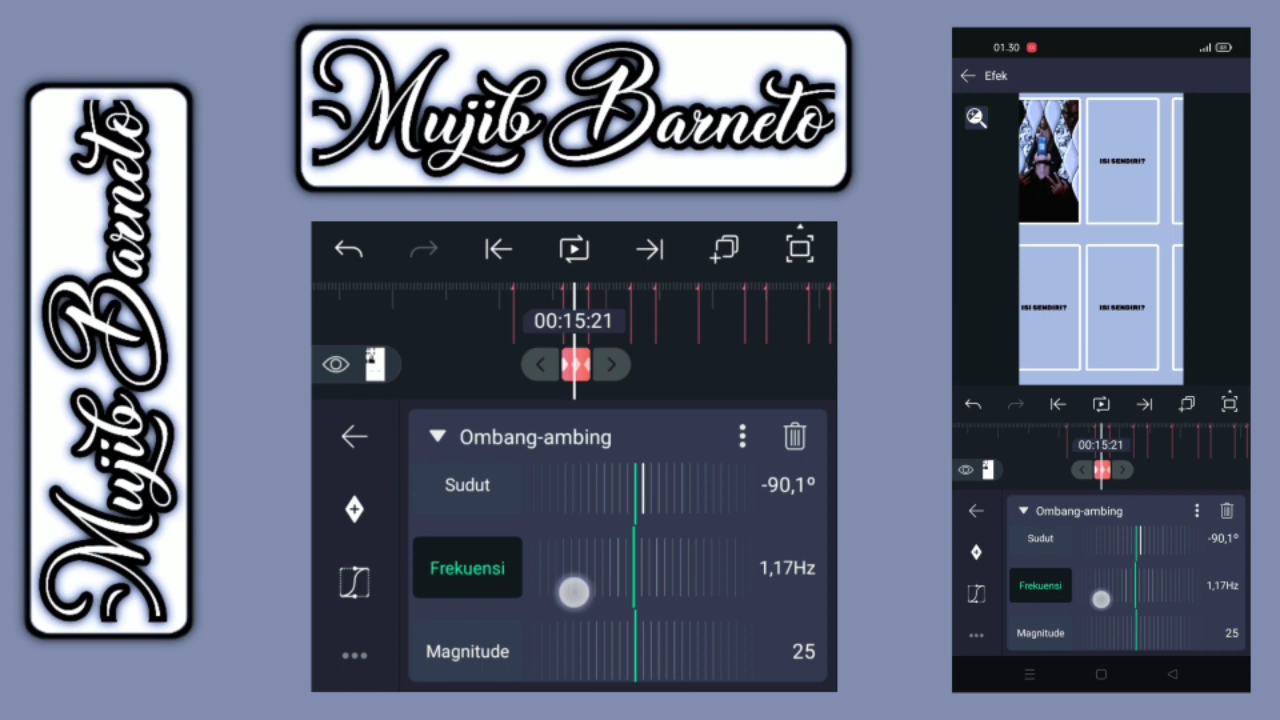 Mujib Barneto
Mujib Barneto
00:15:21
Ombang-ambing
Sudut
-90,1º
Frekuensi
1,17Hz
Magnitude
25
01.30
Efek
ISI SENDIRI?
ISI SENDIRI?
ISI SENDIRI?
00:15:21
Ombang-ambing
Sudut
-90,1º
Frekuensi
1,17Hz
Magnitude
25